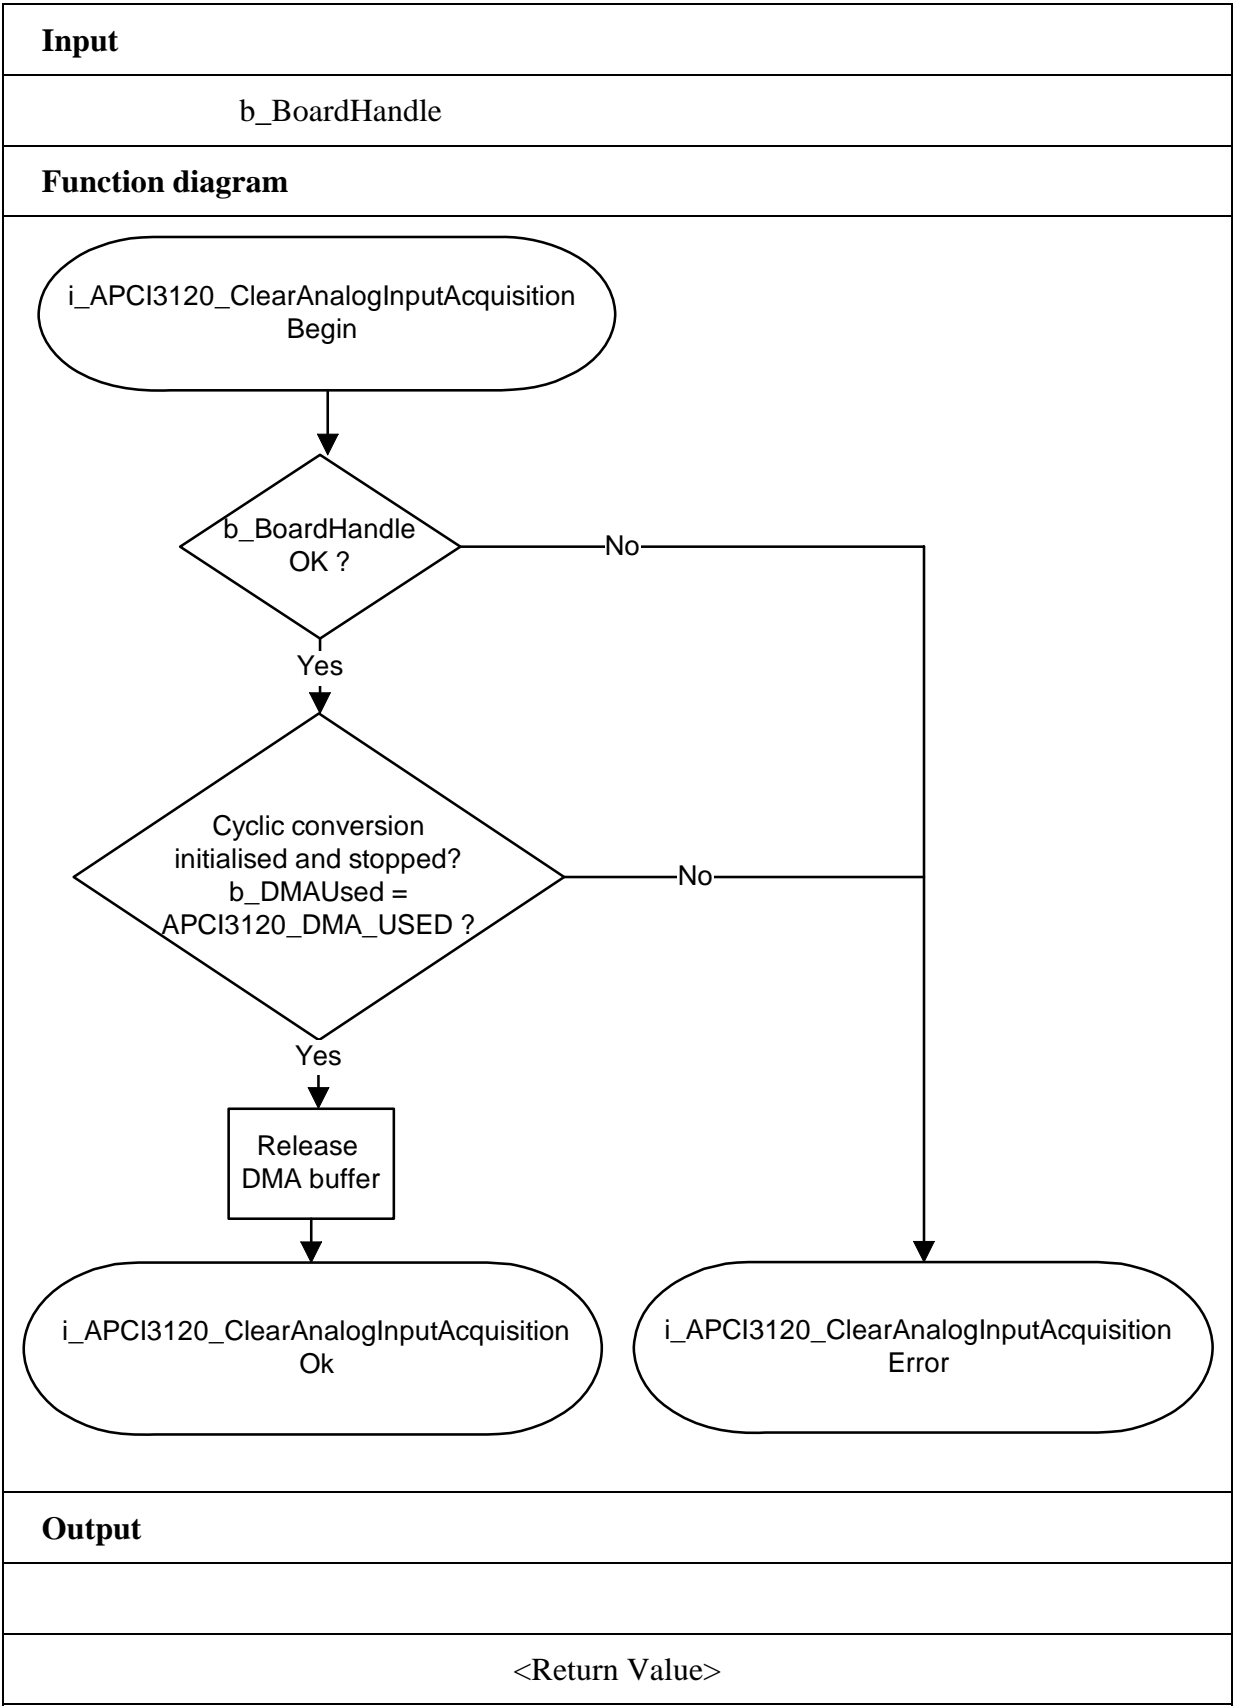 Input
b_BoardHandle
Function diagram
i_APCI3120_ClearAnalogInputAcquisition
Begin
b_BoardHandle
OK ?
No
Yes
Cyclic conversion
initialised and stopped?
b_DMAUsed =
APCI3120_DMA_USED ?
No
Yes
Release
DMA buffer
i_APCI3120_ClearAnalogInputAcquisition
Ok
i_APCI3120_ClearAnalogInputAcquisition
Error
Output
<Return Value>